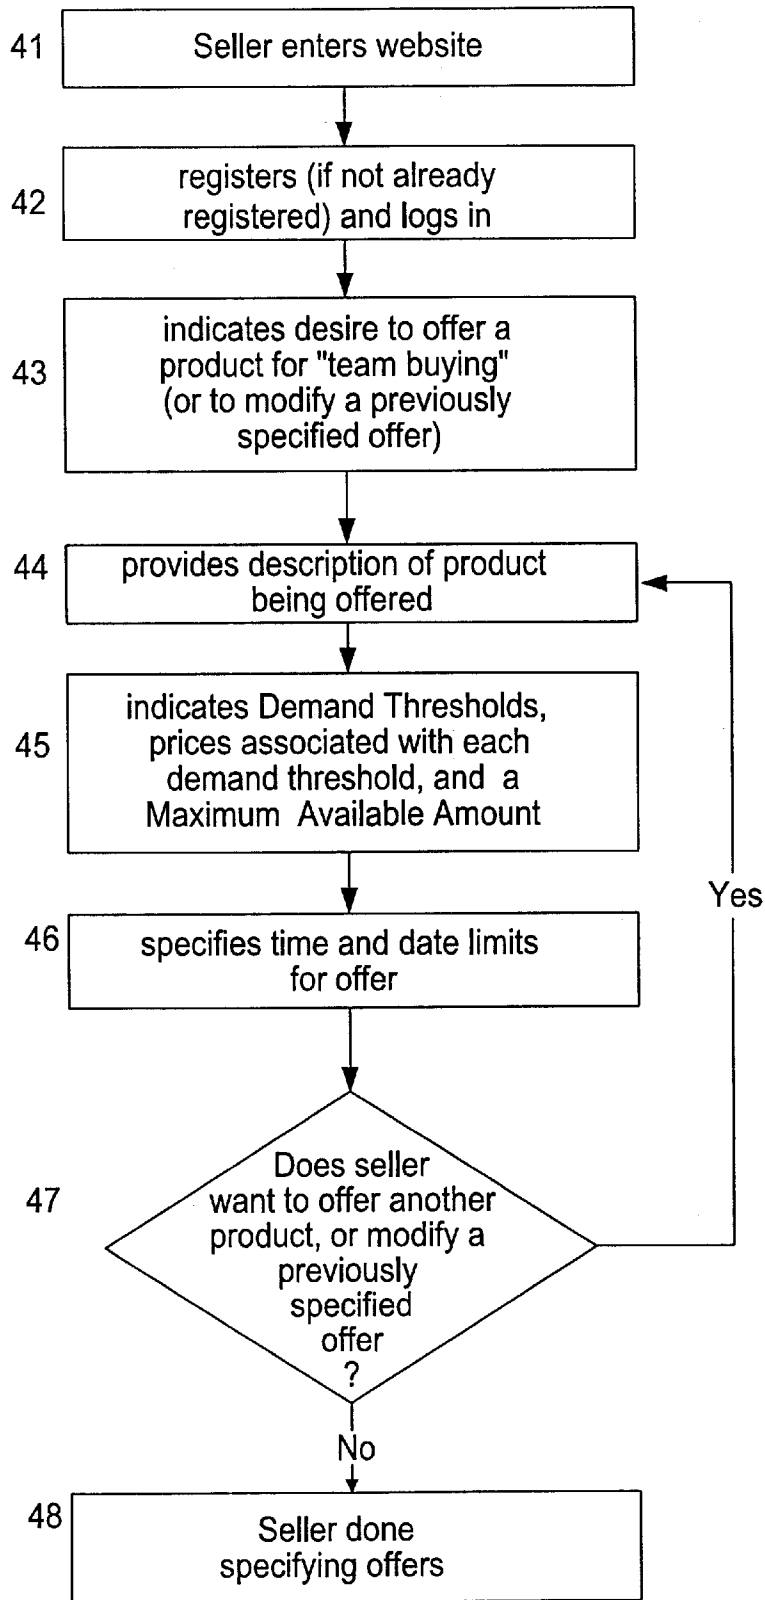 41
Seller enters website
42
registers (if not already
registered) and logs in
43
indicates desire to offer a
product for "team buying"
(or to modify a previously
specified offer)
44
provides description of product
being offered
45
indicates Demand Thresholds,
prices associated with each
demand threshold, and a
Maximum Available Amount
Yes
46
specifies time and date limits
for offer
47
Does seller
want to offer another
product, or modify a
previously
specified
offer
?
No
48
Seller done
specifying offers